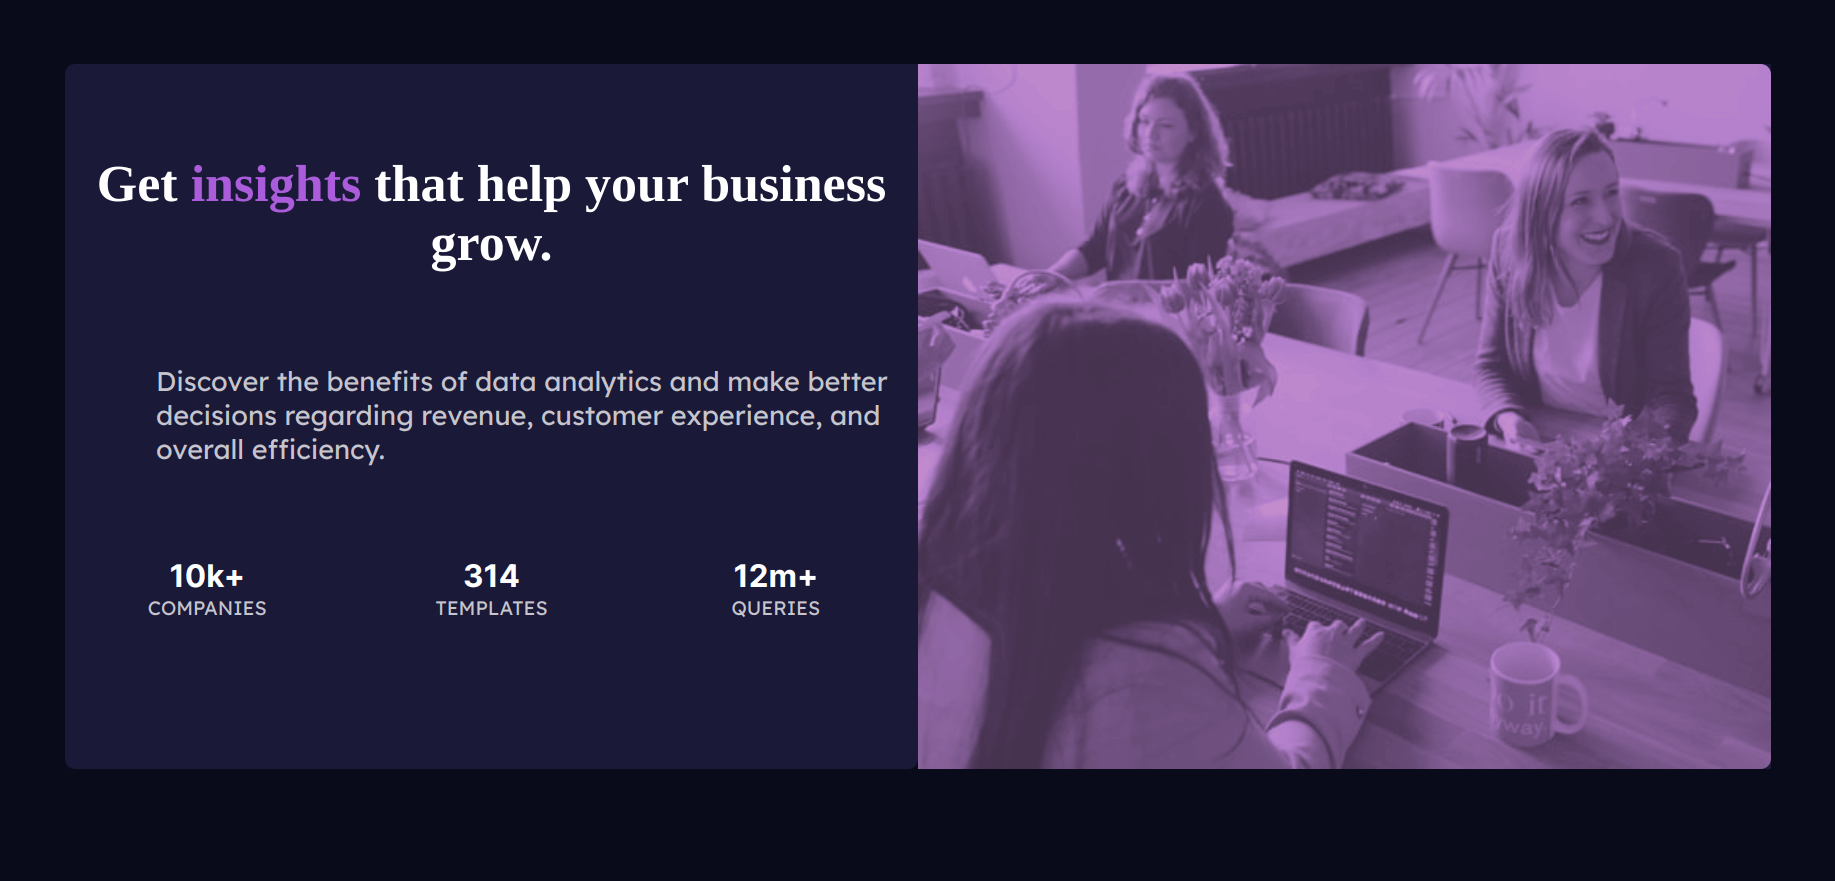 Get insights that help your business
grow.
Discover the benefits of data analytics and make better
decisions regarding revenue, customer experience, and
overall efficiency.
10k+ 314 12m+
COMPANIES TEMPLATES QUERIES